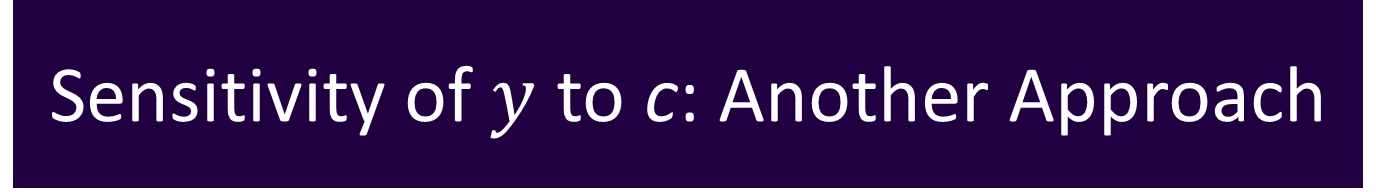 Sensitivity of y to c: Another Approach